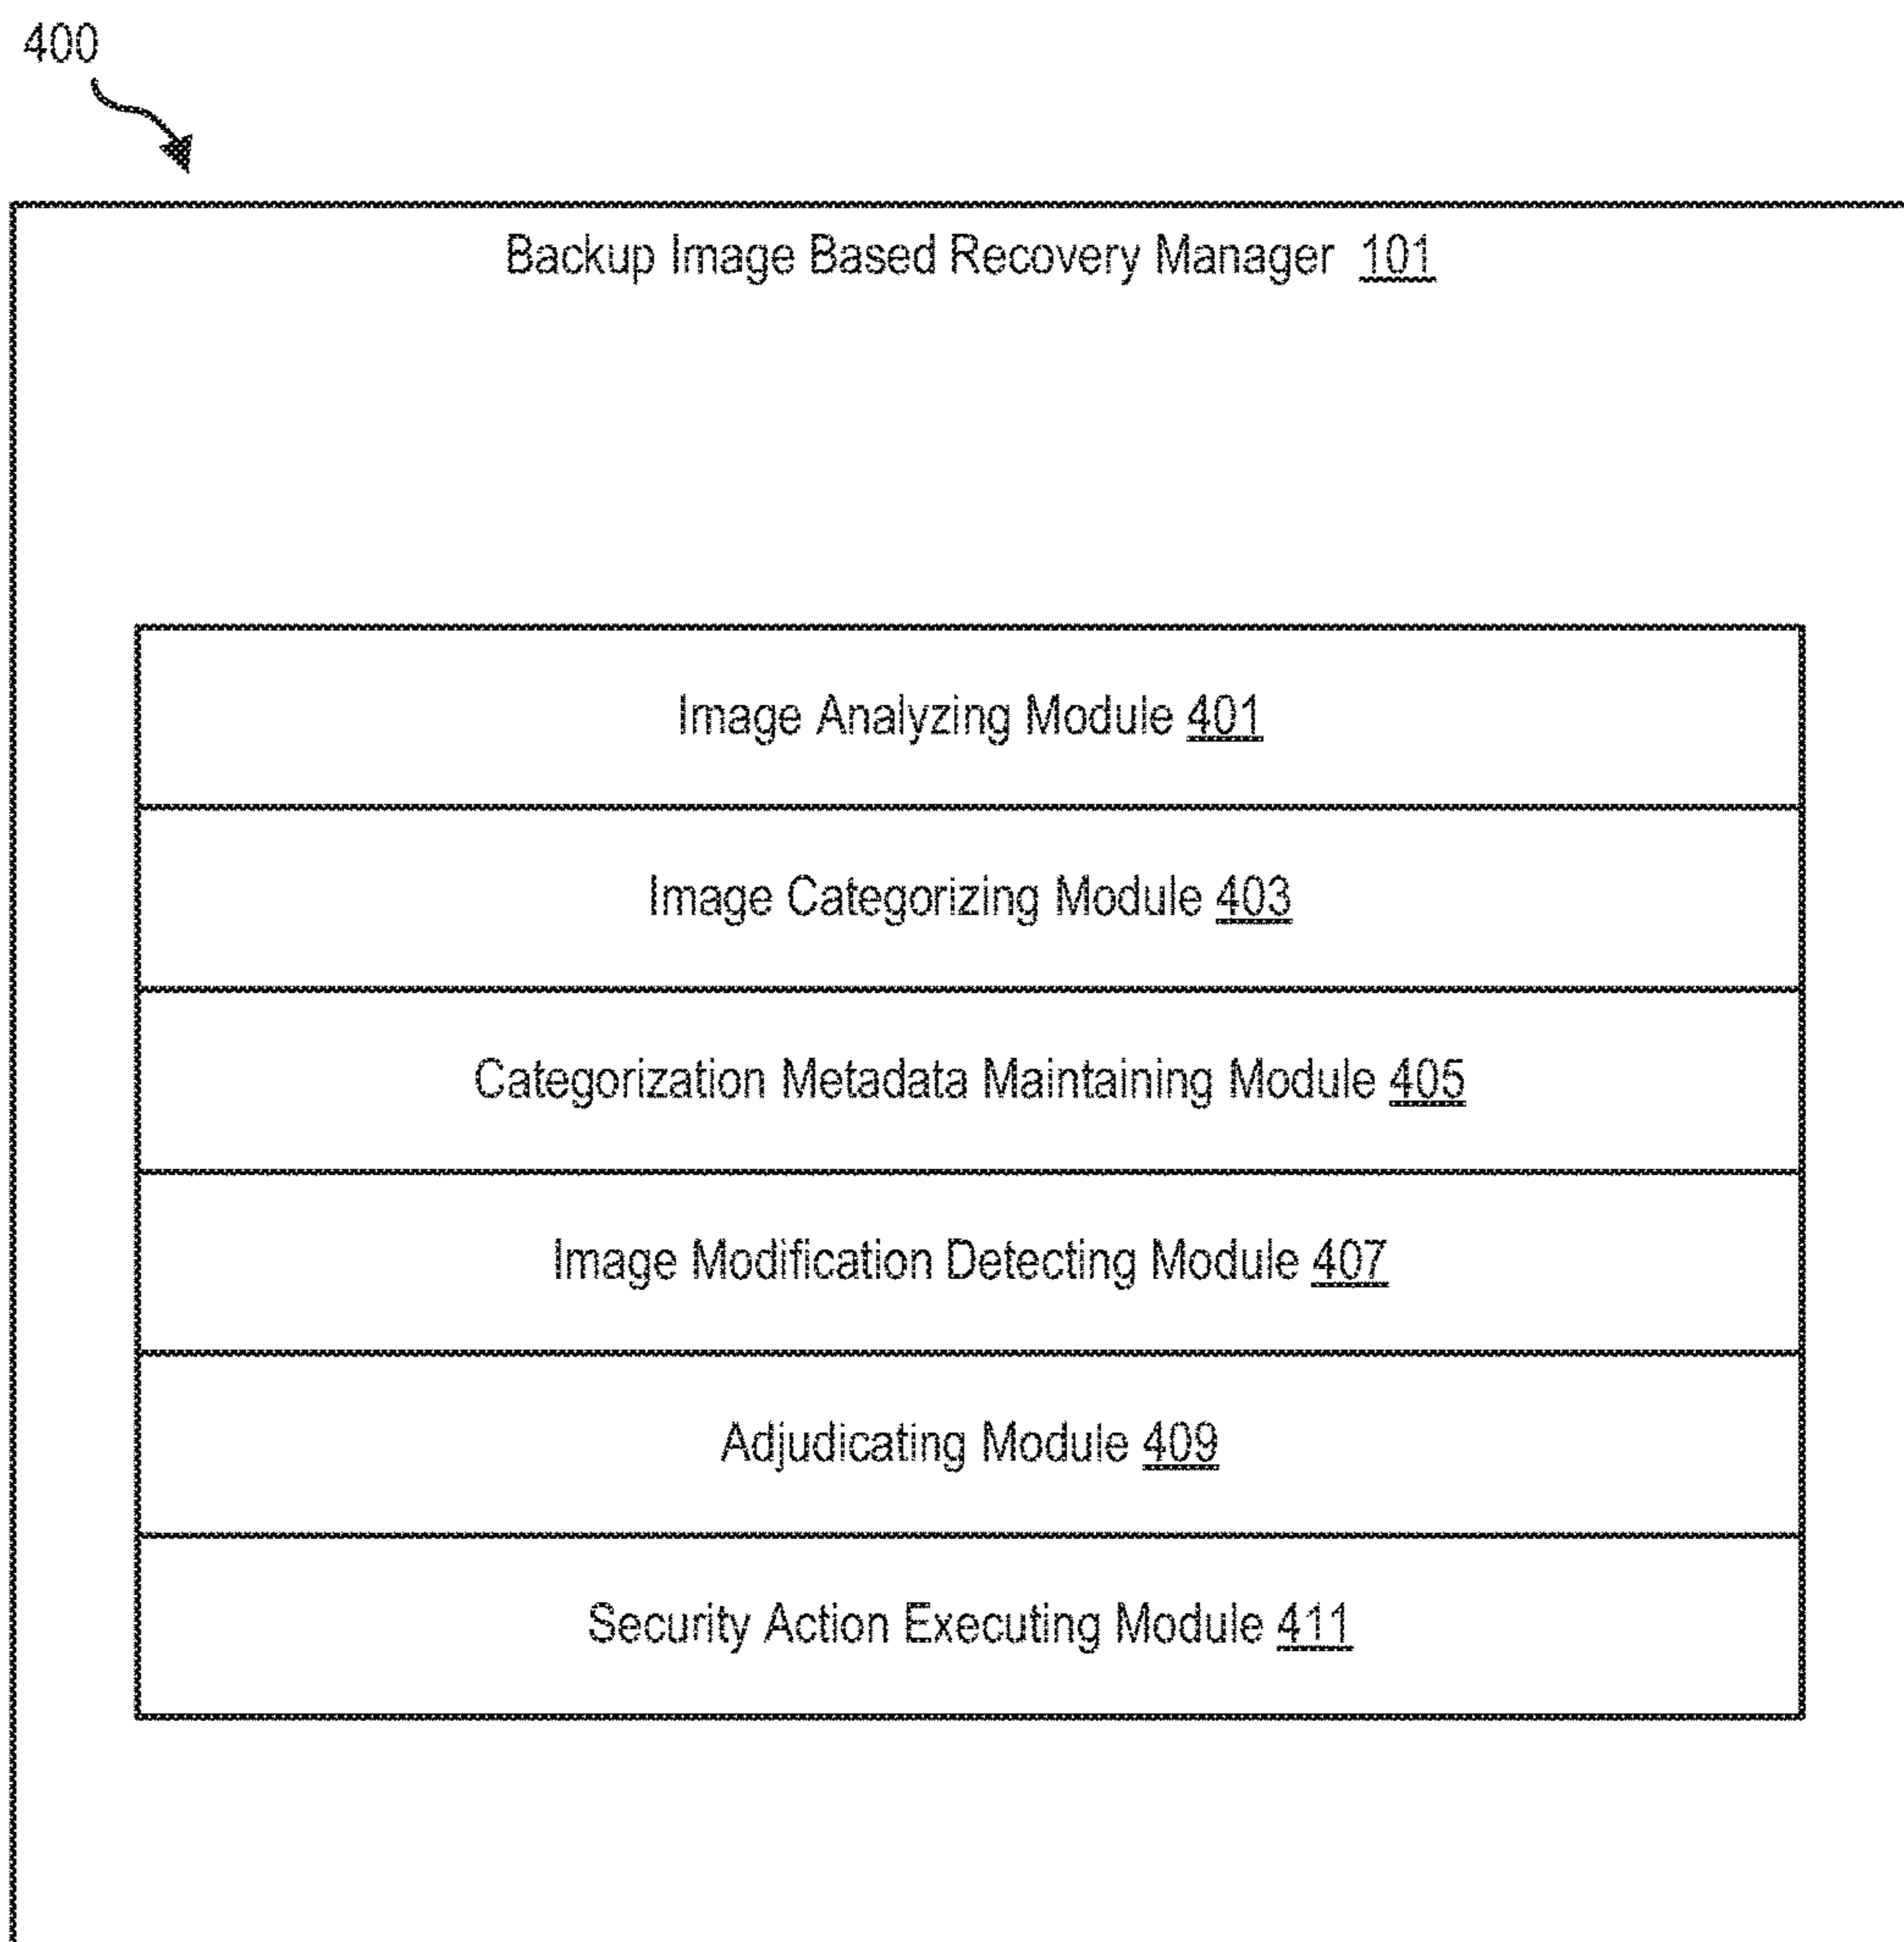 400
Backup Image Based Recovery Manager 101
Image Analyzing Module 401
Image Categorizing Module 403
Categorization Metadata Maintaining Module 405
Image Modification Detecting Module 407
Adjudicating Module 409
Security Action Executing Module 411